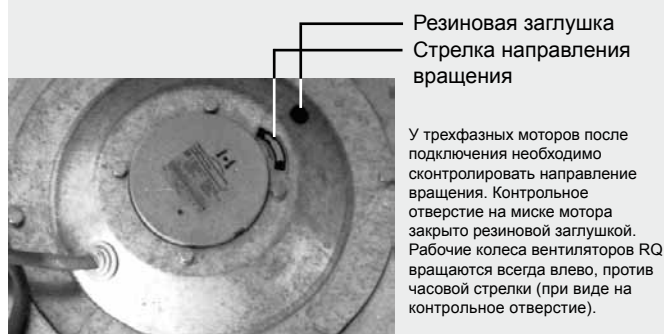 Резиновая заглушка
Стрелка направления
вращения
У трехфазных моторов после
подключения необходимо
сконтролировать направление
вращения. Контрольное
отверстие на миске мотора
закрыто резиновой заглушкой.
Рабочие колеса вентиляторов RQ
вращаются всегда влево, против
часовой стрелки (при виде на
контрольное отверстие).